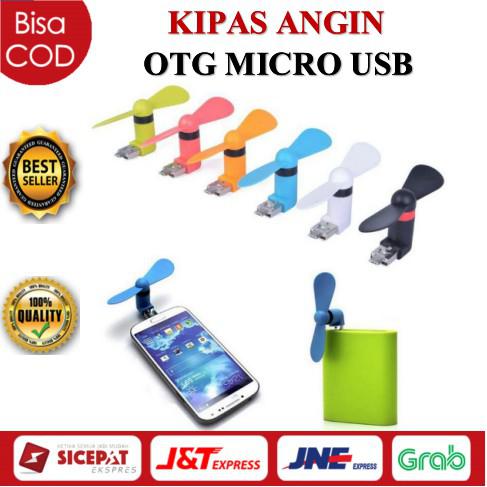 Bisa
COD
KIPAS ANGIN
OTG MICRO USB
BEST
SELLER
100%
QUALITY
SICEPAT
EKSPRES
J&T EXPRESS
JNE EXPRESS
Grab